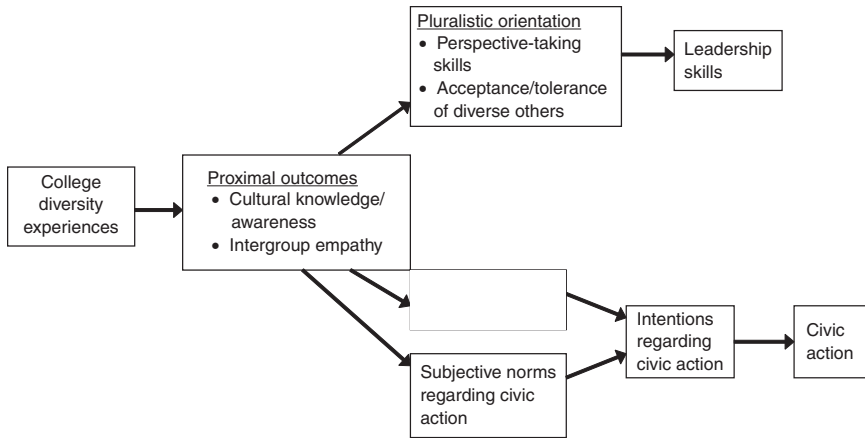 Pluralistic orientation
• Perspective-taking
skills
• Acceptance/tolerance
of diverse others
Leadership
skills
College
diversity
experiences
Proximal outcomes
• Cultural knowledge/
awareness
• Intergroup empathy
Intentions
regarding
civic action
Civic
action
Subjective norms
regarding civic
action